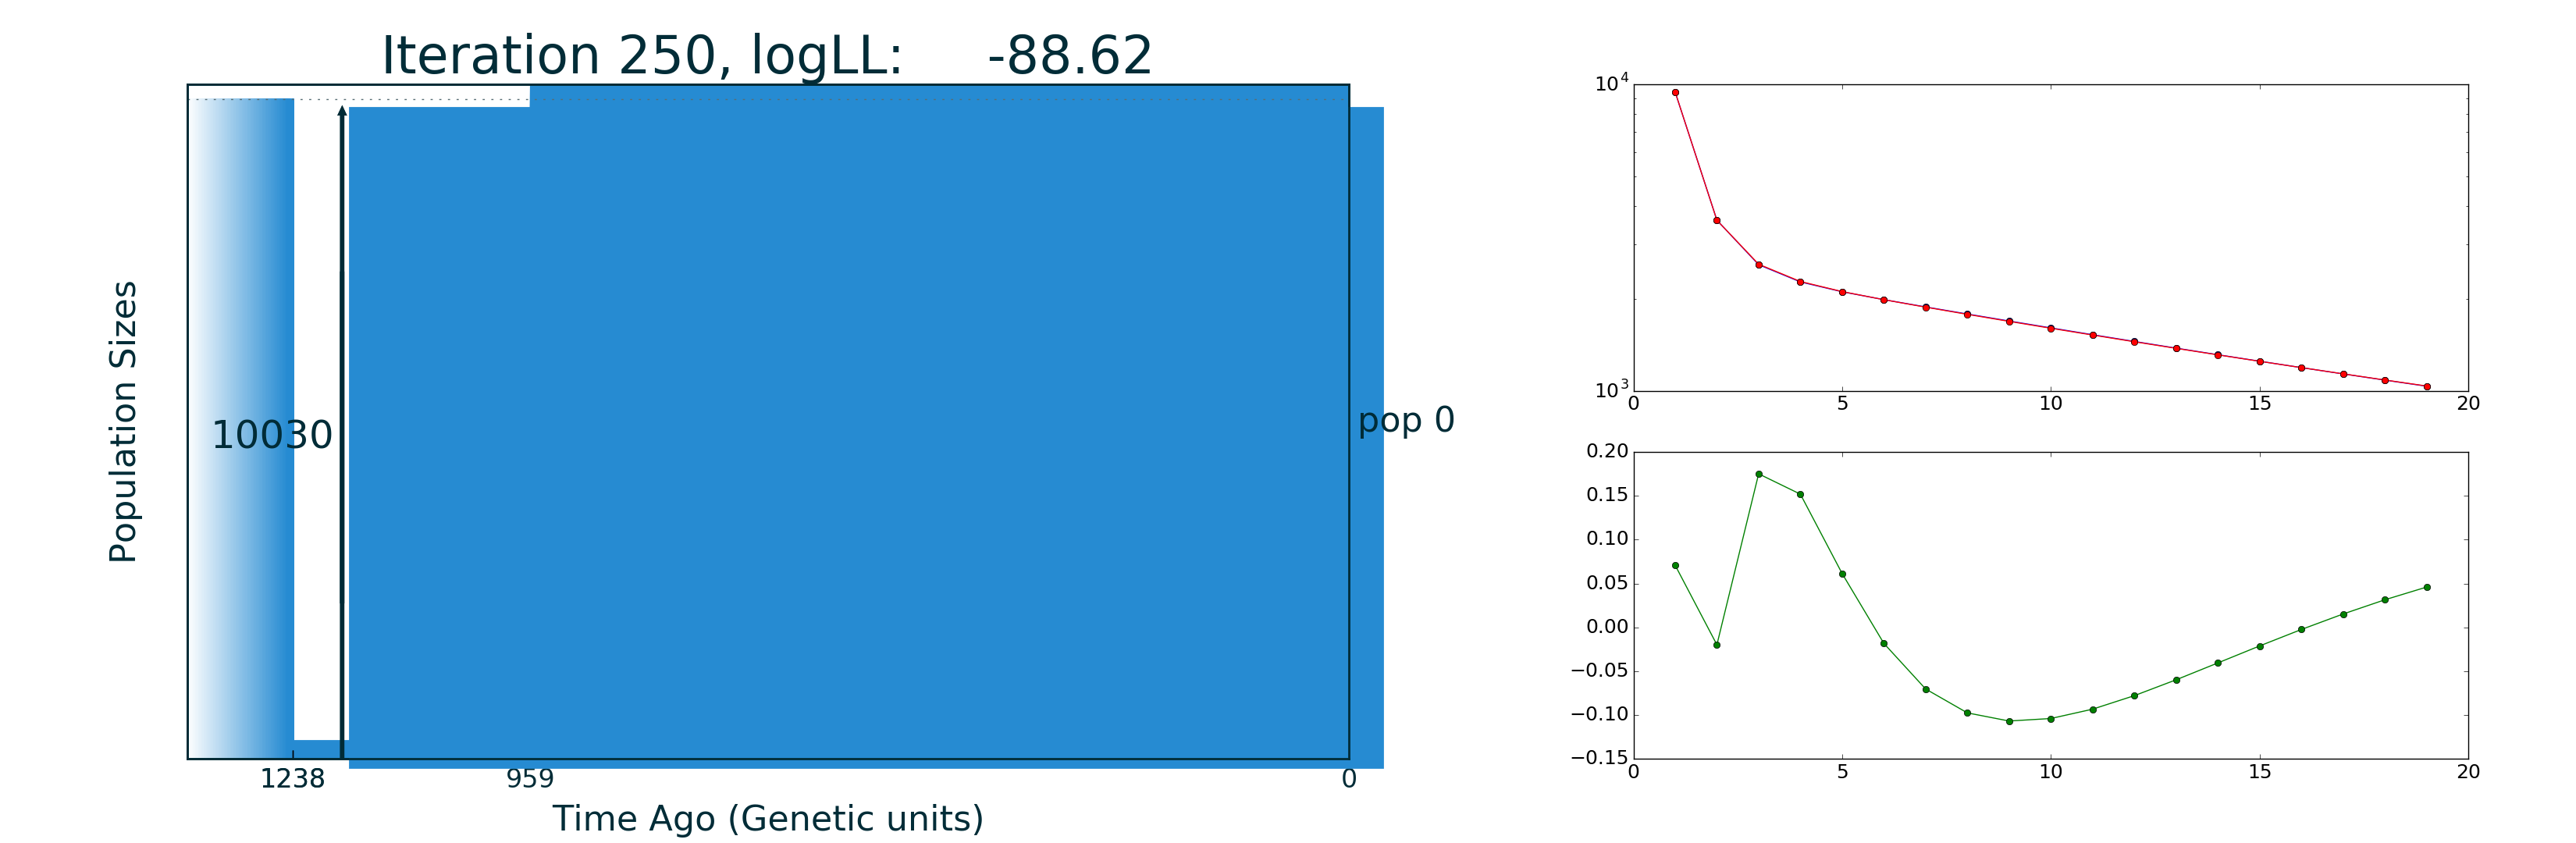 Iteration 250, logLL: -88.62
Population Sizes
10030
pop 0
1238 959 0
Time Ago (Genetic units)
10^4
10^3
0 5 10 15 20
0.20
0.15
0.10
0.05
0.00
−0.05
−0.10
−0.15
0 5 10 15 20